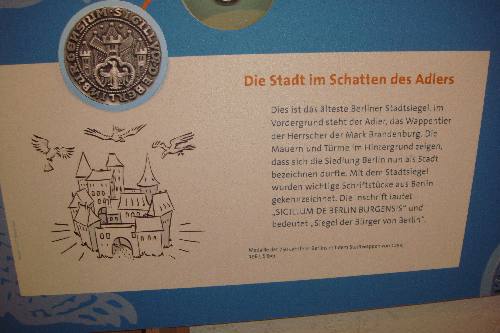 Die Stadt im Schatten des Adlers
Dies ist das älteste Berliner Stadtsiegel. Im
Vordergrund steht der Adler, das Wappentier
der Herrscher der Mark Brandenburg. Die
Mauern und Türme im Hintergrund zeigen,
dass sich die Siedlung Berlin nun als Stadt
bezeichnen durfte. Mit dem Stadtsiegel
wurden wichtige Schriftstücke aus Berlin
gekennzeichnet. Die Inschrift lautet
„SIGILLUM DE BERLIN BURGENSIS“ und
bedeutet „Siegel der Bürger von Berlin“.